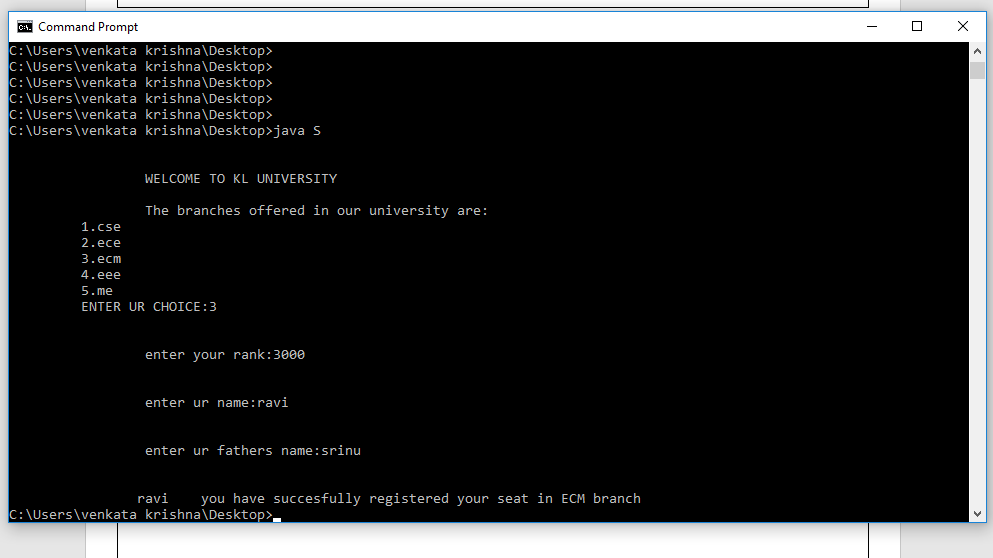 Command Prompt
C:\Users\venkata krishna\Desktop>
C:\Users\venkata krishna\Desktop>
C:\Users\venkata krishna\Desktop>
C:\Users\venkata krishna\Desktop>
C:\Users\venkata krishna\Desktop>
C:\Users\venkata krishna\Desktop>java S
WELCOME TO KL UNIVERSITY
The branches offered in our university are:
1.cse
2.ece
3.ecm
4.eee
5.me
ENTER UR CHOICE:3
enter your rank:3000
enter ur name:ravi
enter ur fathers name:srinu
ravi    you have succesfully registered your seat in ECM branch
C:\Users\venkata krishna\Desktop>